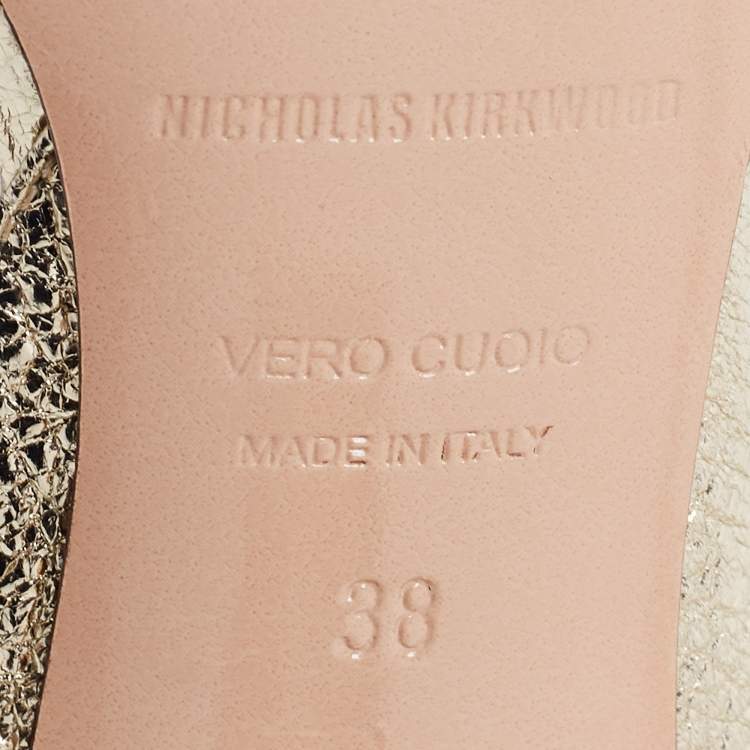 NICHOLAS KIRKWOOD
VERO CUOIO
MADE IN ITALY
38